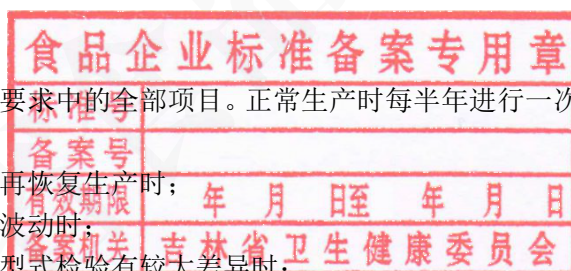 食品企业标准备案专用章
标准号
要求中的全部项目。正常生产时每半年进行一次
备案号
再恢复生产时；
有效期限 年 月 日至 年 月 日
波动时；
备案机关 吉林省卫生健康委员会
型式检验有较大差异时；